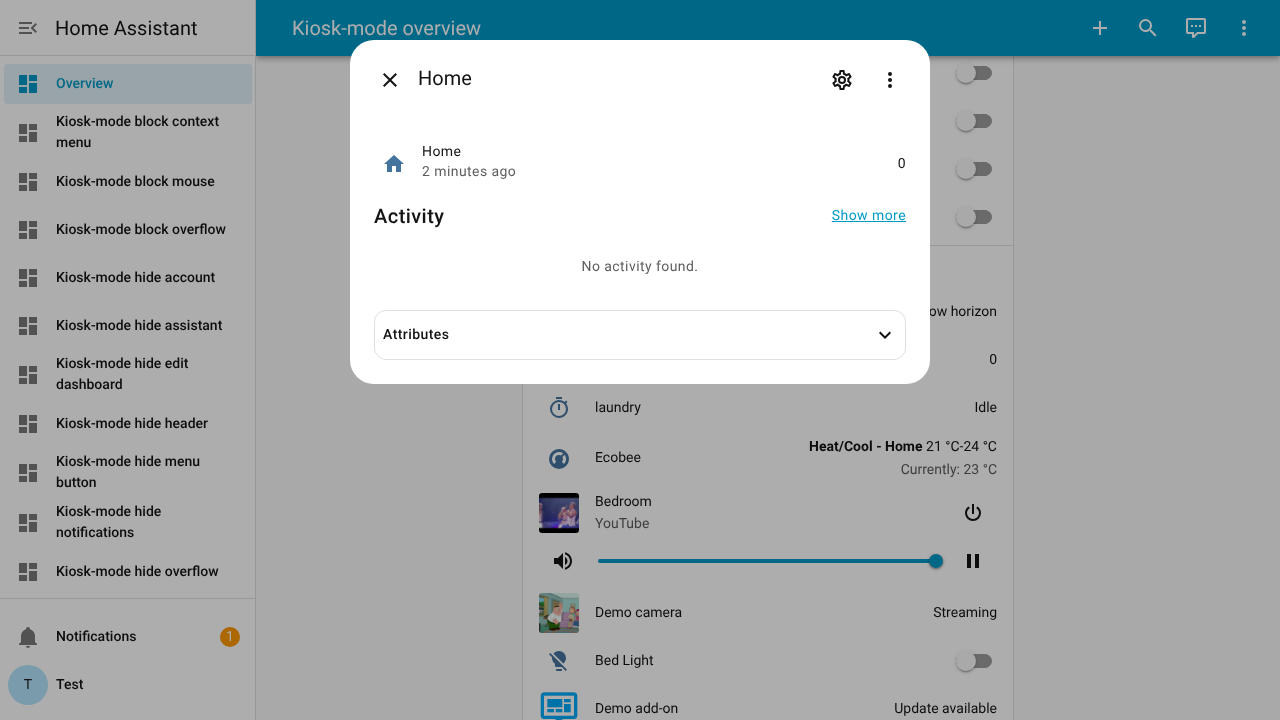 Home Assistant
Kiosk-mode overview
Overview
Kiosk-mode block context
menu
Kiosk-mode block mouse
Kiosk-mode block overflow
Kiosk-mode hide account
Kiosk-mode hide assistant
Kiosk-mode hide edit
dashboard
Kiosk-mode hide header
Kiosk-mode hide menu
button
Kiosk-mode hide
notifications
Kiosk-mode hide overflow
Notifications
1
T
Test
Home
Home
2 minutes ago
0
Activity
Show more
No activity found.
Attributes
ow horizon
0
laundry
Idle
Ecobee
Heat/Cool - Home 21 °C-24 °C
Currently: 23 °C
Bedroom
YouTube
Demo camera
Streaming
Bed Light
Demo add-on
Update available